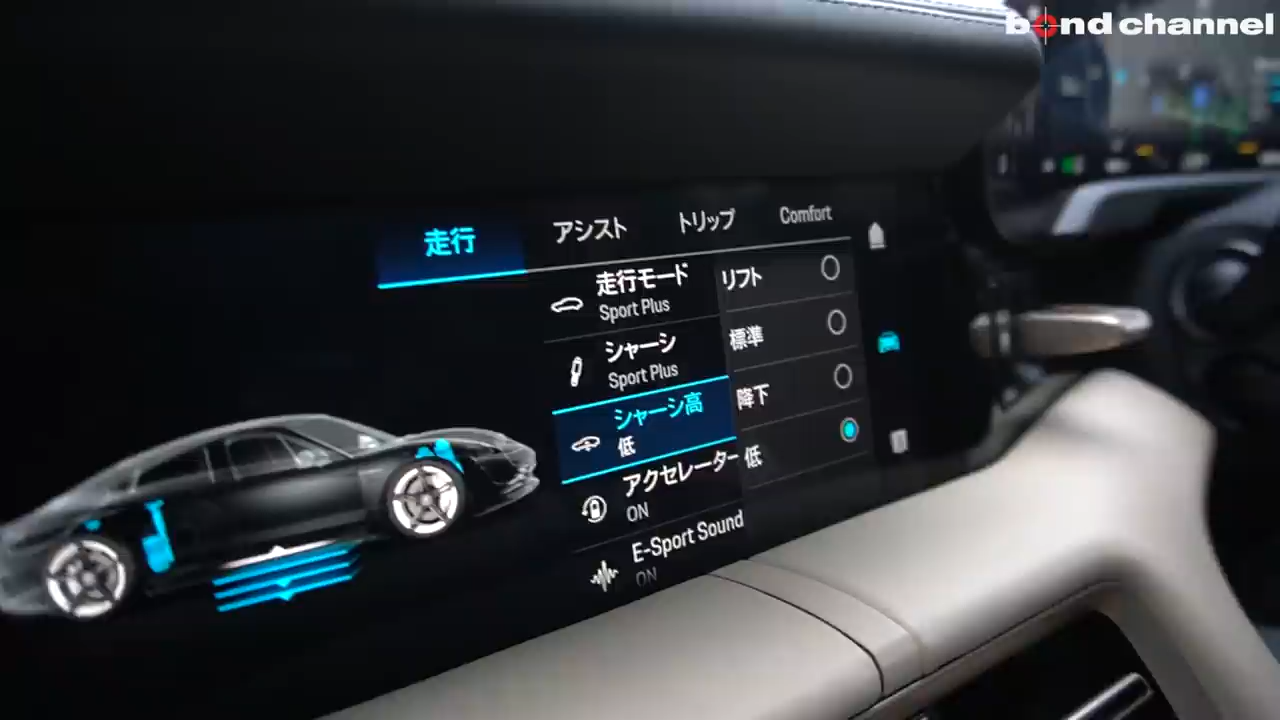 bond channel
走行
アシスト
トリップ
Comfort
走行モード
Sport Plus
シャーシ
Sport Plus
シャーシ高
低
アクセレーター
ON
E-Sport Sound
ON
リフト
標準
降下
低